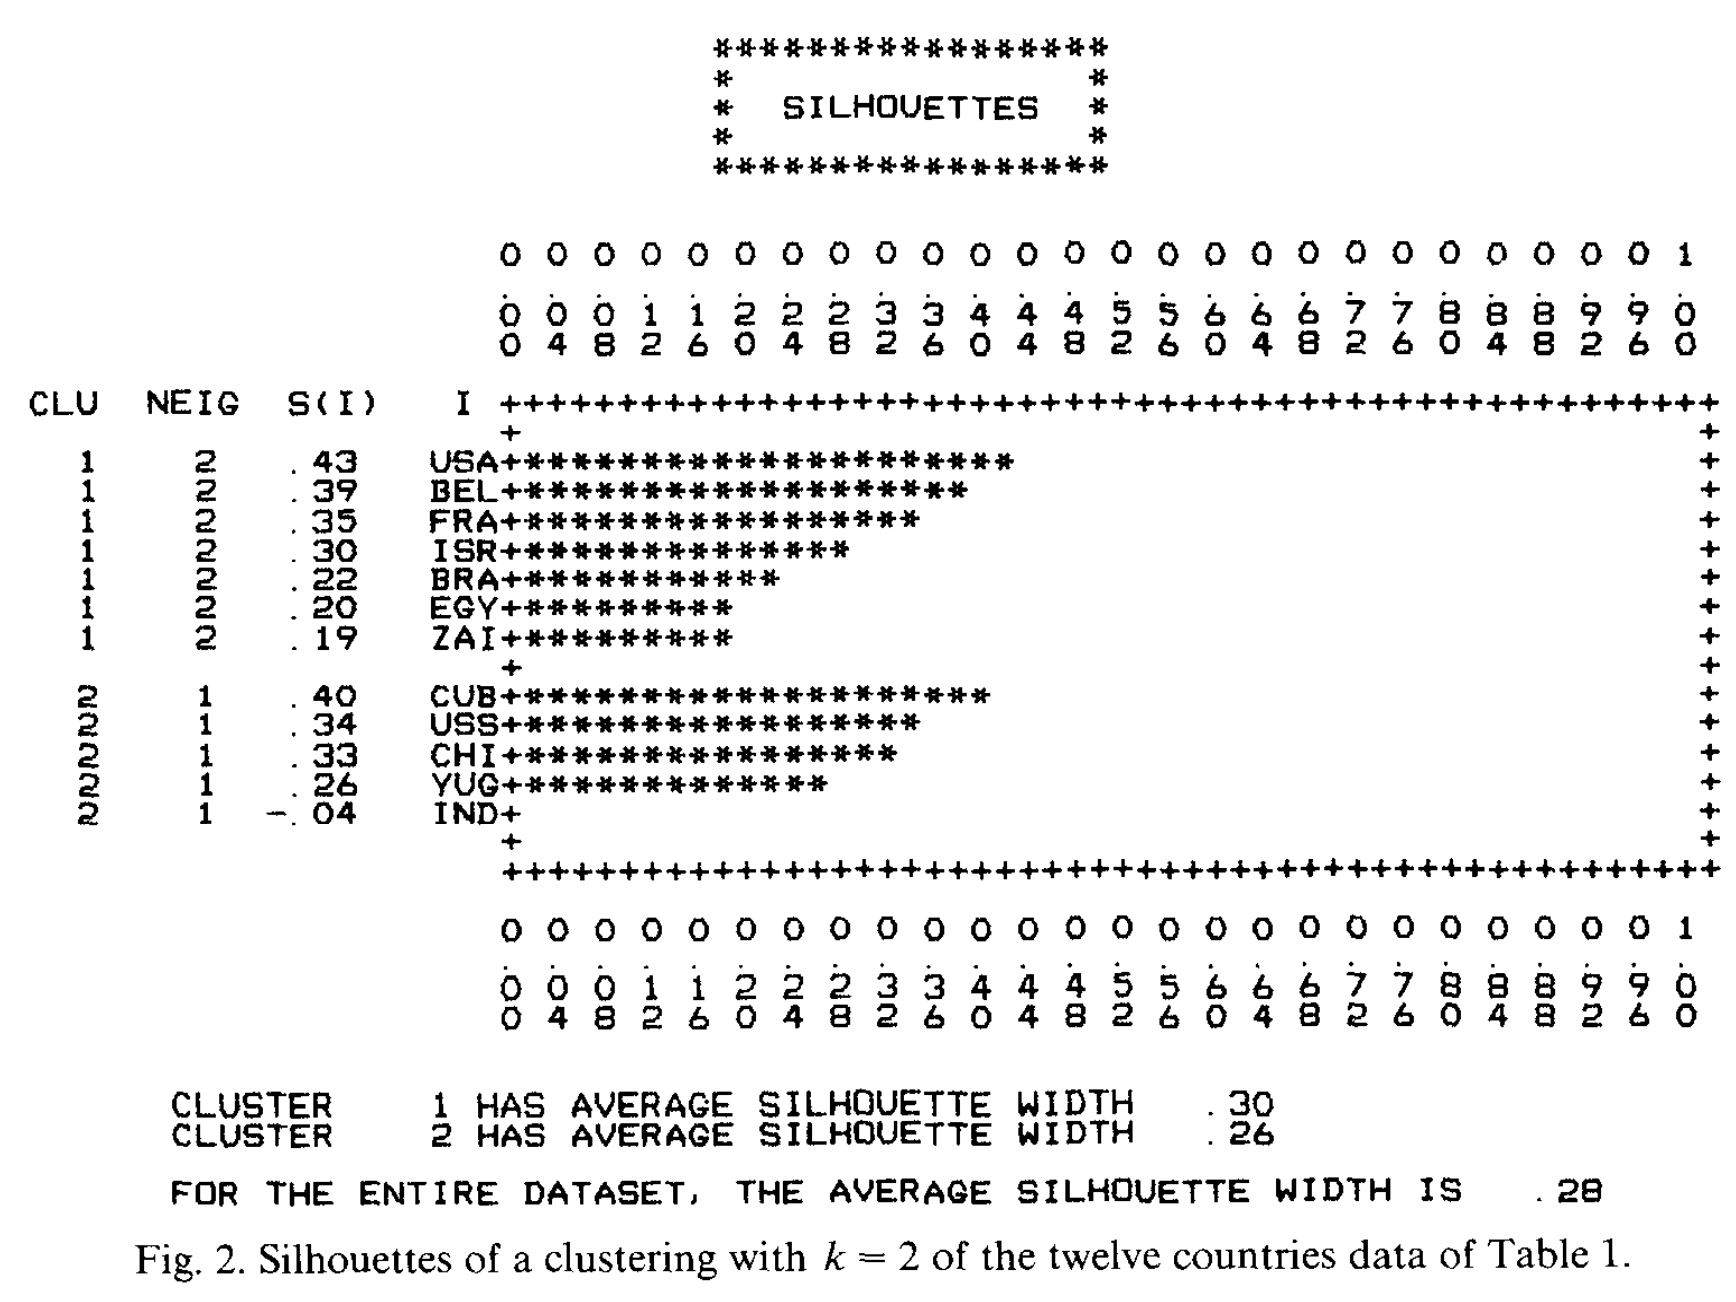 *****************
* *
* SILHOUETTES *
* *
*****************
0 0 0 0 0 0 0 0 0 0 0 0 0 0 0 0 0 0 0 0 0 0 0 0 0 1
. . . . . . . . . . . . . . . . . . . . . . . . . .
0 0 0 1 1 2 2 2 3 3 4 4 4 5 5 6 6 6 7 7 8 8 8 9 9 0
0 4 8 2 6 0 4 8 2 6 0 4 8 2 6 0 4 8 2 6 0 4 8 2 6 0
CLU NEIG S(I) I ++++++++++++++++++++++++++++++++++++++++++++++++++++
+ +
1 2 .43 USA+********************* +
1 2 .39 BEL+******************* +
1 2 .35 FRA+***************** +
1 2 .30 ISR+************** +
1 2 .22 BRA+*********** +
1 2 .20 EGY+********* +
1 2 .19 ZAI+********* +
+ +
2 1 .40 CUB+******************** +
2 1 .34 USS+***************** +
2 1 .33 CHI+**************** +
2 1 .26 YUG+************* +
2 1 -.04 IND+ +
+ +
++++++++++++++++++++++++++++++++++++++++++++++++++++
0 0 0 0 0 0 0 0 0 0 0 0 0 0 0 0 0 0 0 0 0 0 0 0 0 1
. . . . . . . . . . . . . . . . . . . . . . . . . .
0 0 0 1 1 2 2 2 3 3 4 4 4 5 5 6 6 6 7 7 8 8 8 9 9 0
0 4 8 2 6 0 4 8 2 6 0 4 8 2 6 0 4 8 2 6 0 4 8 2 6 0
CLUSTER 1 HAS AVERAGE SILHOUETTE WIDTH .30
CLUSTER 2 HAS AVERAGE SILHOUETTE WIDTH .26
FOR THE ENTIRE DATASET, THE AVERAGE SILHOUETTE WIDTH IS .28
Fig. 2. Silhouettes of a clustering with k = 2 of the twelve countries data of Table 1.